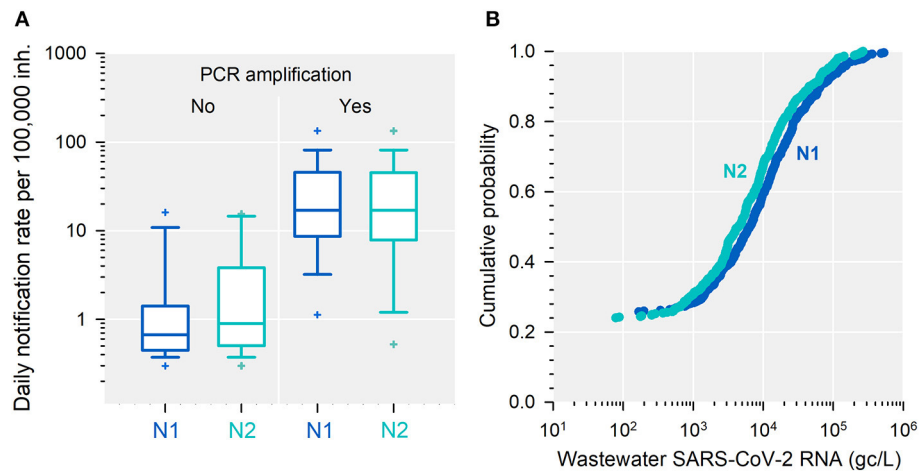 A
Daily notification rate per 100,000 inh.
1000
100
10
1
PCR amplification
No
Yes
N1
N2
N1
N2
B
Cumulative probability
1.0
0.8
0.6
0.4
0.2
0.0
N2
N1
10¹
10²
10³
10⁴
10⁵
10⁶
Wastewater SARS-CoV-2 RNA (gc/L)